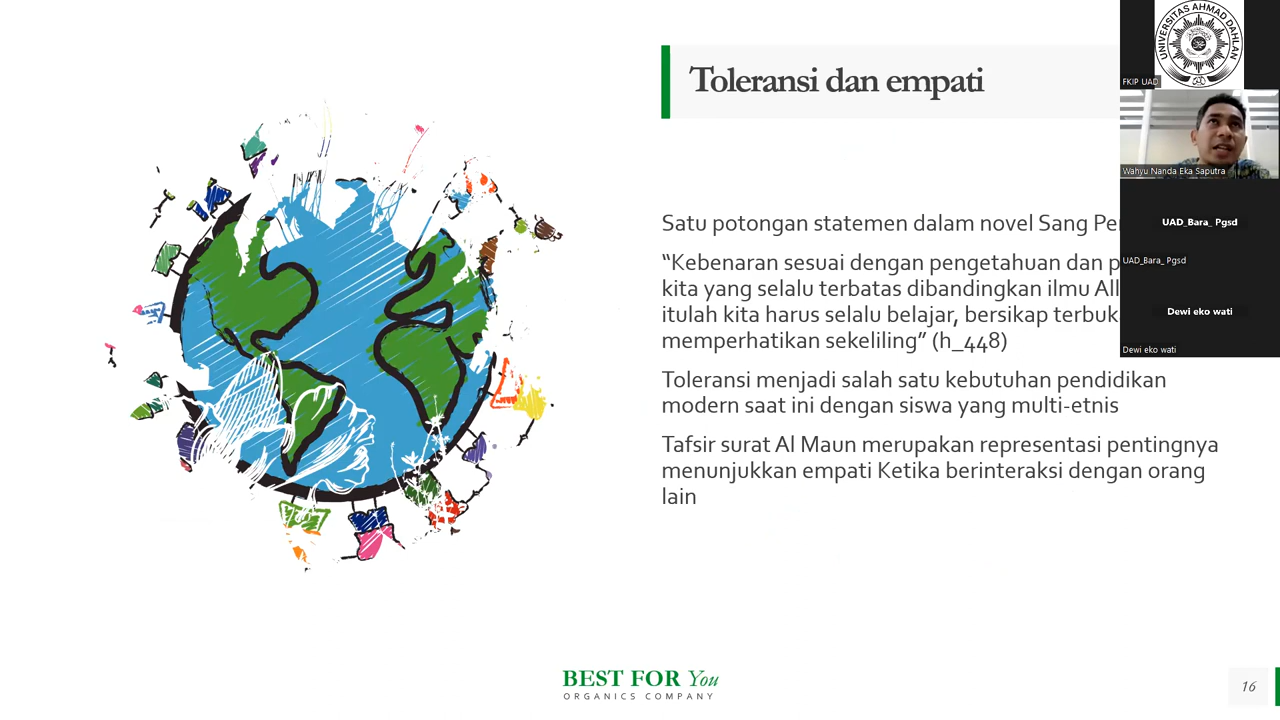 Toleransi dan empati
Satu potongan statemen dalam novel Sang
“Kebenaran sesuai dengan pengetahuan dan
kita yang selalu terbatas dibandingkan ilmu
itulah kita harus selalu belajar, bersikap
memperhatikan sekeliling” (h_448)
Toleransi menjadi salah satu kebutuhan pendidikan
modern saat ini dengan siswa yang multi-etnis
Tafsir surat Al Maun merupakan representasi pentingnya
menunjukkan empati Ketika berinteraksi dengan orang
lain
BEST FOR You
ORGANICS COMPANY
16
UNIVERSITAS AHMAD DAHLAN
FKIP UAD
Wahyu Nanda Eka Saputra
UAD_Bara_ Pgsd
UAD_Bara_ Pgsd
Dewi eko wati
Dewi eko wati